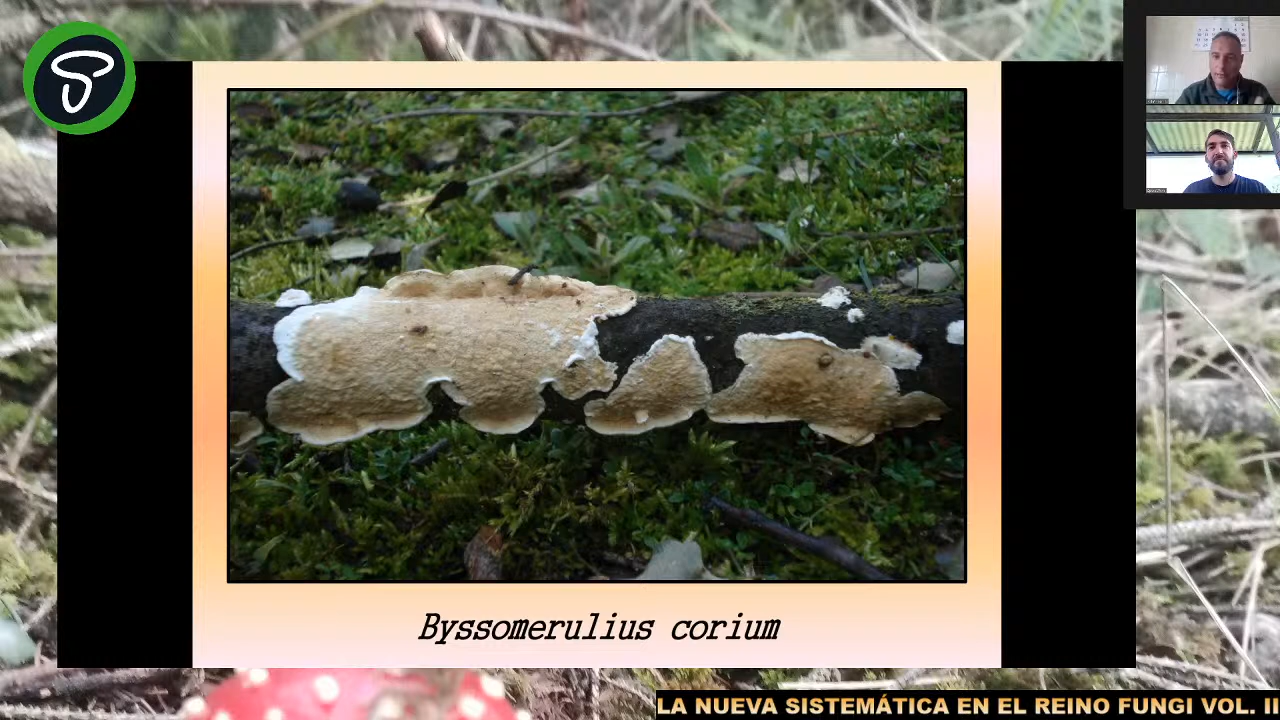 Byssomerulius corium
LA NUEVA SISTEMÁTICA EN EL REINO FUNGI VOL. II